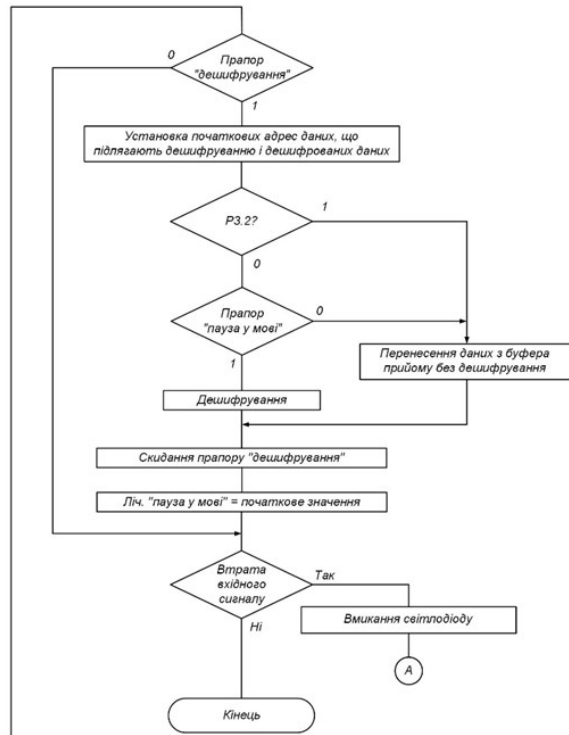 Прапор
"дешифрування"
0
1
Установка початкових адрес даних, що
підлягають дешифруванню і дешифрованих даних
P3.2?
1
0
Прапор
"пауза у мові"
0
1
Перенесення даних з буфера
прийому без дешифрування
Дешифрування
Скидання прапору "дешифрування"
Ліч. "пауза у мові" = початкове значення
Втрата
вхідного
сигналу
Так
Ні
Вмикання світлодіоду
А
Кінець